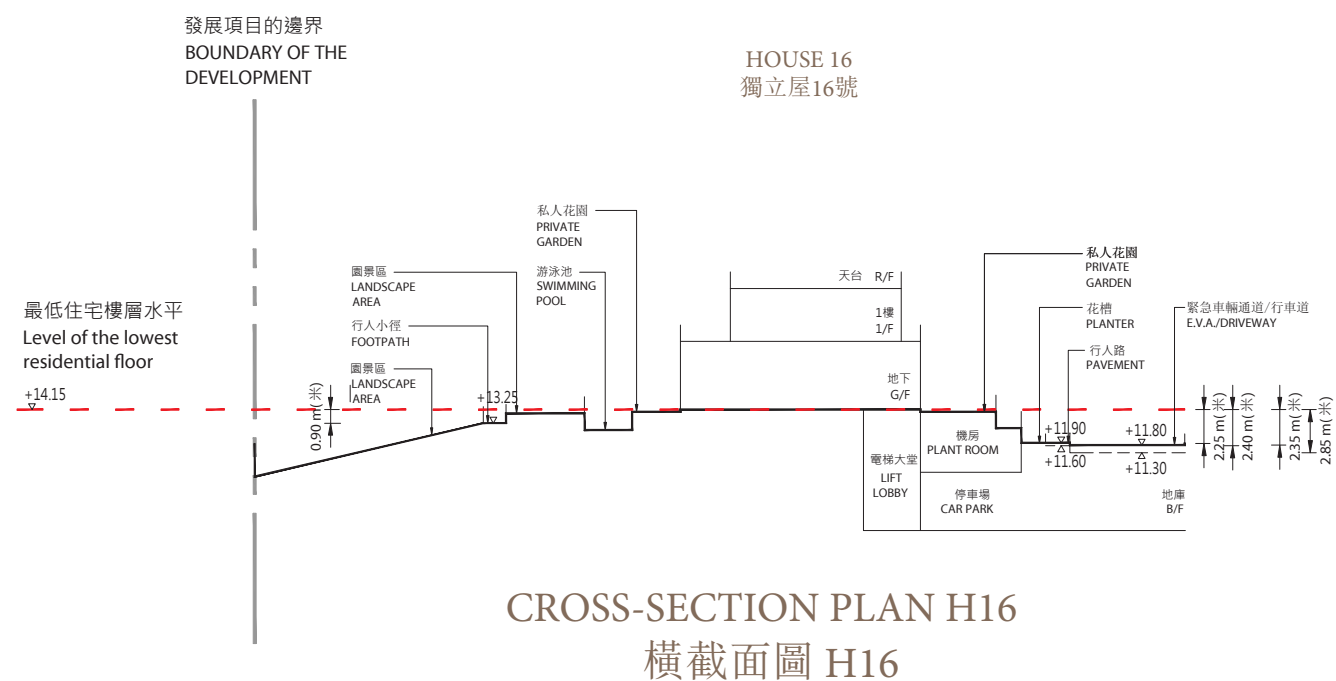 發展項目的邊界
BOUNDARY OF THE
DEVELOPMENT
HOUSE 16
獨立屋16號
最低住宅樓層水平
Level of the lowest
residential floor
+14.15
0.90 m(米)
園景區
LANDSCAPE
AREA
行人小徑
FOOTPATH
園景區
LANDSCAPE
AREA
+13.25
私人花園
PRIVATE
GARDEN
游泳池
SWIMMING
POOL
天台 R/F
1樓
1/F
地下
G/F
電梯大堂
LIFT
LOBBY
機房
PLANT ROOM
停車場
CAR PARK
地庫
B/F
私人花園
PRIVATE
GARDEN
花槽
PLANTER
行人路
PAVEMENT
緊急車輛通道/行車道
E.V.A./DRIVEWAY
+11.90
+11.60
+11.80
+11.30
2.25 m(米)
2.40 m(米)
2.35 m(米)
2.85 m(米)
CROSS-SECTION PLAN H16
橫截面圖 H16